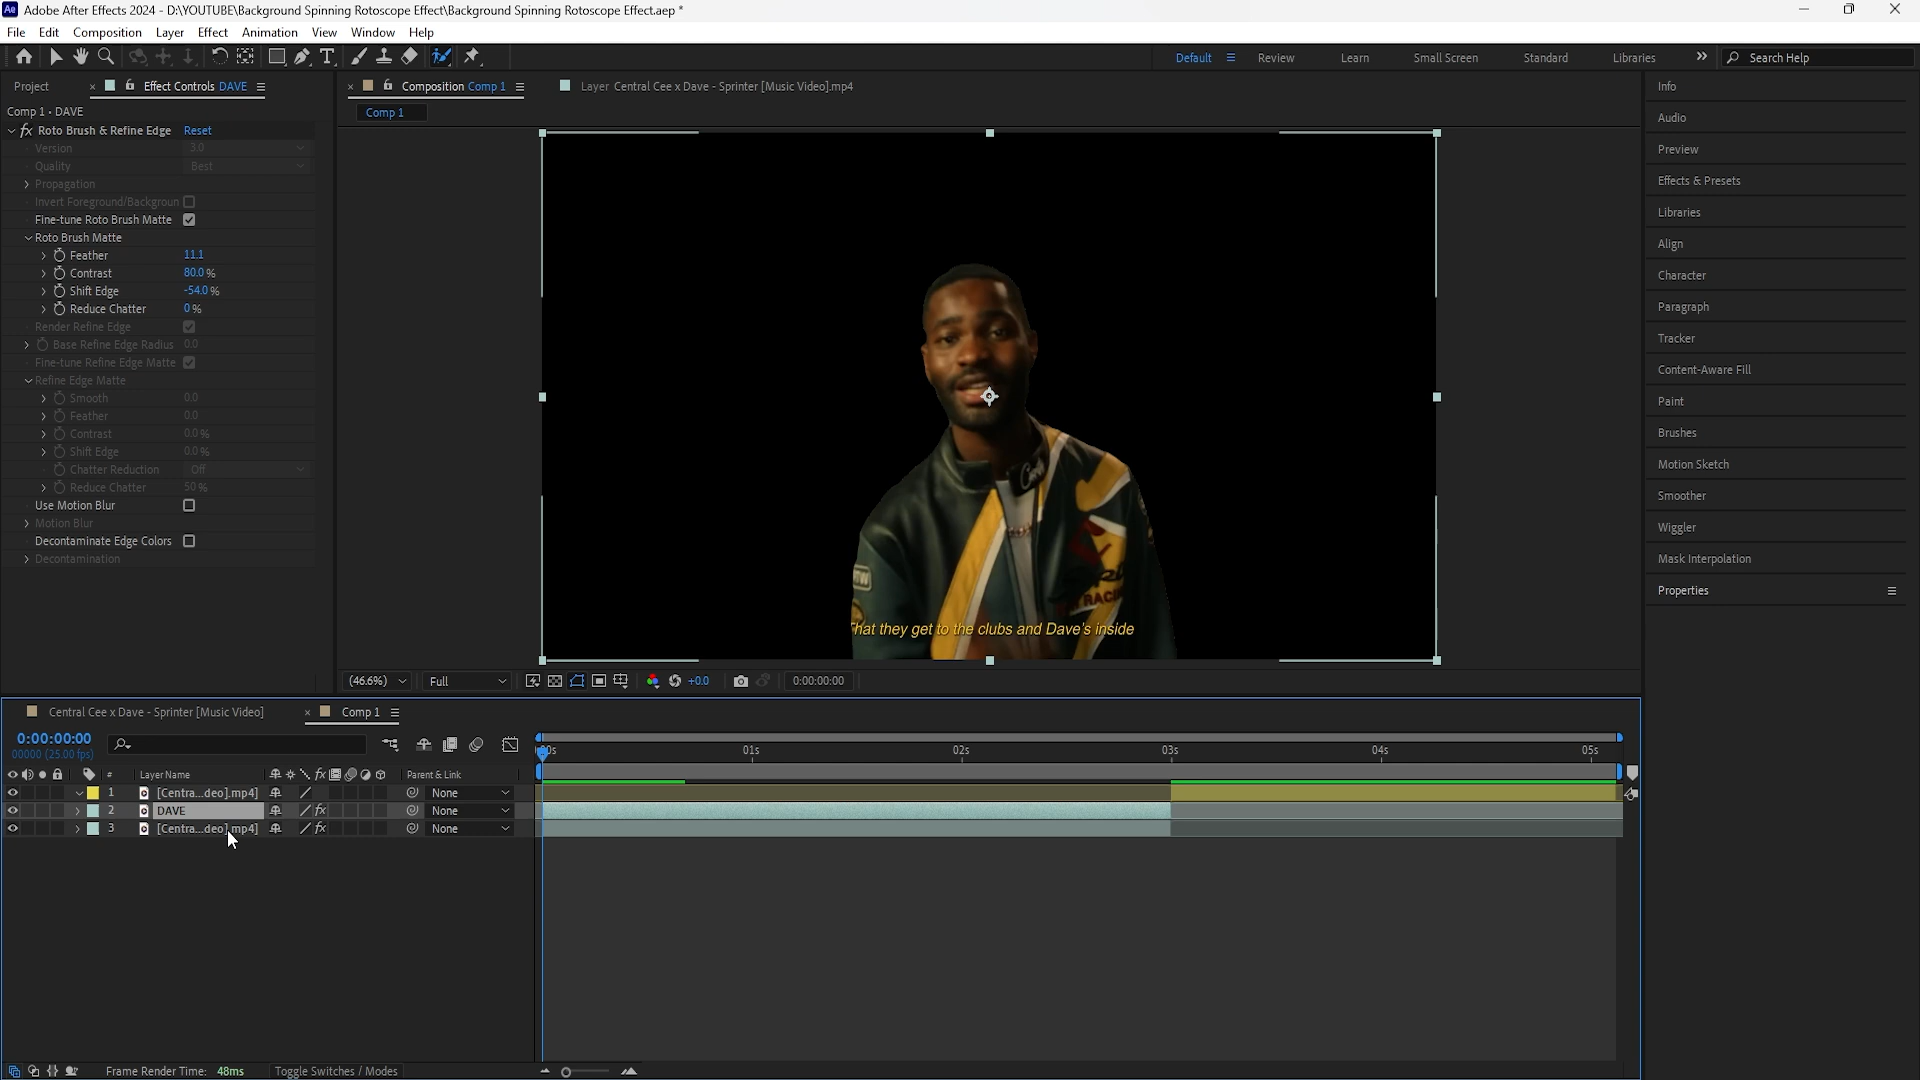 Ae Adobe After Effects 2024 - D:\YOUTUBE\Background Spinning Rotoscope Effect\Background Spinning Rotoscope Effect.aep *
File Edit Composition Layer Effect Animation View Window Help
Default Review Learn Small Screen Standard Libraries Search Help
Project Effect Controls DAVE
Composition Comp 1
Layer Central Cee x Dave - Sprinter [Music Video].mp4
Comp 1 • DAVE
Comp 1
fx Roto Brush & Refine Edge Reset
Version 3.0
Quality Best
Propagation
Invert Foreground/Backgroun
Fine-tune Roto Brush Matte
Roto Brush Matte
Feather 11.1
Contrast 80.0 %
Shift Edge -54.0 %
Reduce Chatter 0 %
Render Refine Edge
Base Refine Edge Radius 0.0
Fine-tune Refine Edge Matte
Refine Edge Matte
Smooth 0.0
Feather 0.0
Contrast 0.0 %
Shift Edge 0.0 %
Chatter Reduction Off
Reduce Chatter 50 %
Use Motion Blur
Motion Blur
Decontaminate Edge Colors
Decontamination
RACING
That they get to the clubs and Dave's inside
(46.6%) Full +0.0 0:00:00:00
Info
Audio
Preview
Effects & Presets
Libraries
Align
Character
Paragraph
Tracker
Content-Aware Fill
Paint
Brushes
Motion Sketch
Smoother
Wiggler
Mask Interpolation
Properties
Central Cee x Dave - Sprinter [Music Video] Comp 1
0:00:00:00
00000 (25.00 fps)
01s 02s 03s 04s 05s
# Layer Name fx Parent & Link
1 [Centra...deo].mp4] None
2 DAVE fx None
3 [Centra...deo].mp4] fx None
Frame Render Time: 48ms Toggle Switches / Modes